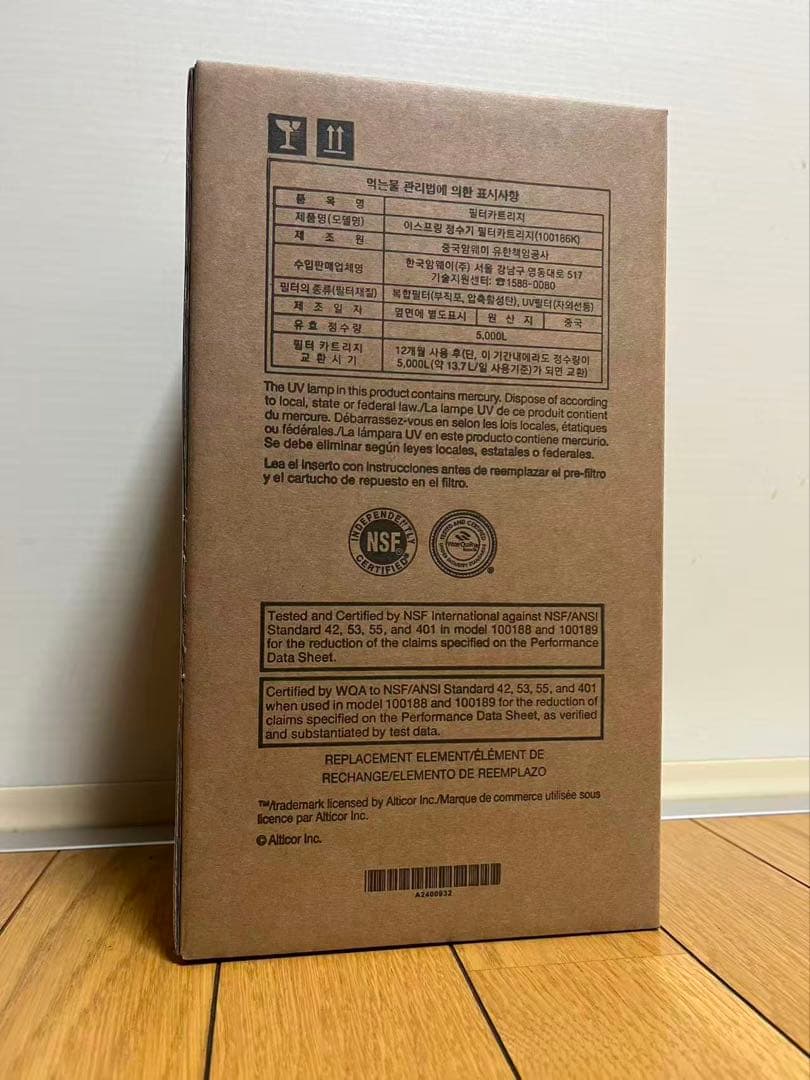 먹는물 관리법에 의한 표시사항
품 목 명 필터카트리지
제품명(모델명) 이스프링 정수기 필터카트리지(100186K)
제 조 원 중국암웨이 유한책임공사
수입판매업체명 한국암웨이(주) 서울 강남구 영동대로 517
기술지원센터: ☎1588-0080
필터의 종류(필터재질) 복합필터(부직포, 압축활성탄), UV필터(자외선등)
제 조 일 자 옆면에 별도표시 원 산 지 중국
유효 정수량 5,000L
필터 카트리지 12개월 사용 후(단, 이 기간내에라도 정수량이
교 환 시 기 5,000L(약 13.7L/일 사용기준)가 되면 교환)
The UV lamp in this product contains mercury. Dispose of according
to local, state or federal law./La lampe UV de ce produit contient
du mercure. Débarrassez-vous en selon les lois locales, étatiques
ou fédérales./La lámpara UV en este producto contiene mercurio.
Se debe eliminar según leyes locales, estatales o federales.
Lea el inserto con instrucciones antes de reemplazar el pre-filtro
y el cartucho de repuesto en el filtro.
INDEPENDENTLY
NSF®
CERTIFIED
TESTED AND CERTIFIED
Tested and Certified by NSF International against NSF/ANSI
Standard 42, 53, 55, and 401 in model 100188 and 100189
for the reduction of the claims specified on the Performance
Data Sheet.
Certified by WQA to NSF/ANSI Standard 42, 53, 55, and 401
when used in model 100188 and 100189 for the reduction of
claims specified on the Performance Data Sheet, as verified
and substantiated by test data.
REPLACEMENT ELEMENT/ÉLÉMENT DE
RECHANGE/ELEMENTO DE REEMPLAZO
™/trademark licensed by Alticor Inc./Marque de commerce utilisée sous
licence par Alticor Inc.
© Alticor Inc.
A2400932